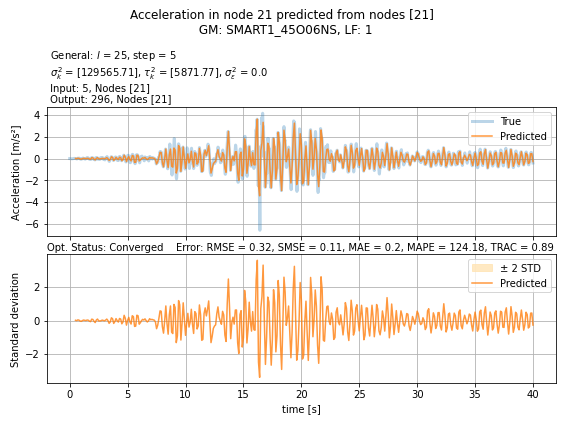 Acceleration in node 21 predicted from nodes [21]
GM: SMART1_45O06NS, LF: 1
General: l = 25, step = 5
σ²ₖ = [129565.71], τ²ₖ = [5871.77], σ²ε = 0.0
Input: 5, Nodes [21]
Output: 296, Nodes [21]
4
2
0
−2
−4
−6
Acceleration [m/s²]
True
Predicted
Opt. Status: Converged    Error: RMSE = 0.32, SMSE = 0.11, MAE = 0.2, MAPE = 124.18, TRAC = 0.89
2
0
−2
Standard deviation
± 2 STD
Predicted
0 5 10 15 20 25 30 35 40
time [s]